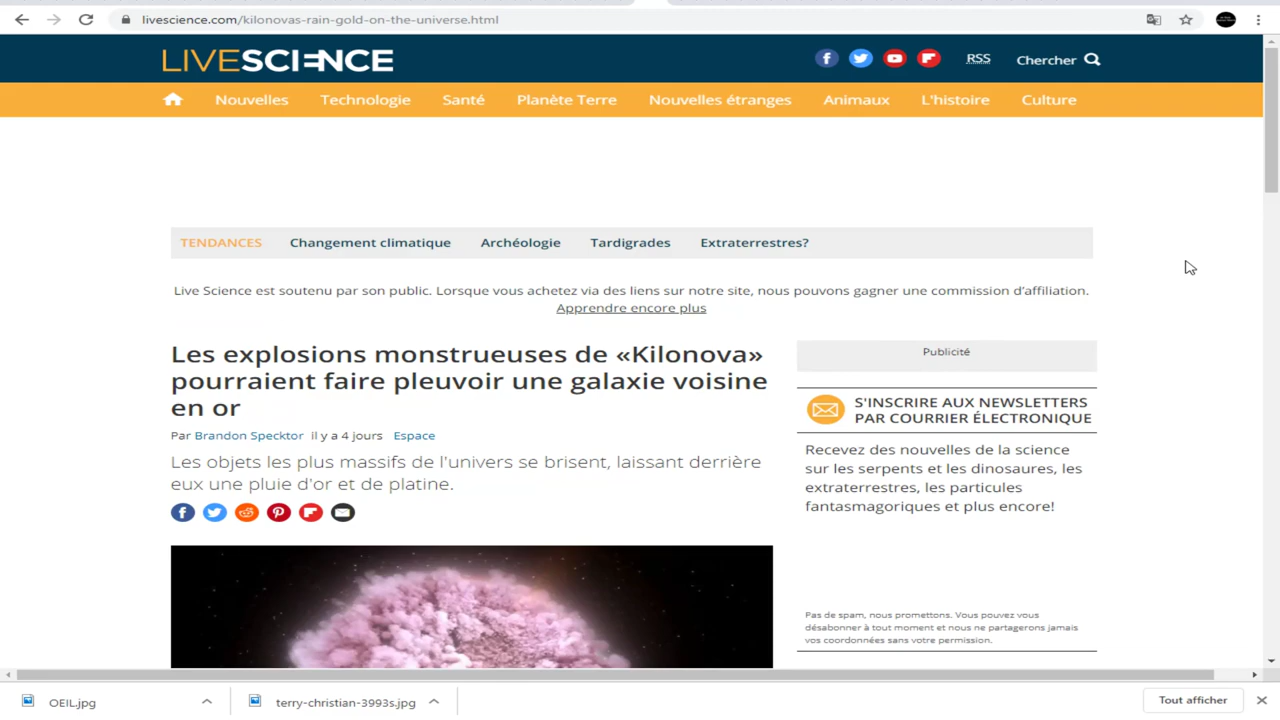 livescience.com/kilonovas-rain-gold-on-the-universe.html
LIVESCIENCE
RSS
Chercher
Nouvelles Technologie Santé Planète Terre Nouvelles étranges Animaux L'histoire Culture
TENDANCES Changement climatique Archéologie Tardigrades Extraterrestres?
Live Science est soutenu par son public. Lorsque vous achetez via des liens sur notre site, nous pouvons gagner une commission d'affiliation.
Apprendre encore plus
Les explosions monstrueuses de «Kilonova»
pourraient faire pleuvoir une galaxie voisine
en or
Par Brandon Specktor il y a 4 jours Espace
Les objets les plus massifs de l'univers se brisent, laissant derrière
eux une pluie d'or et de platine.
Publicité
S'INSCRIRE AUX NEWSLETTERS
PAR COURRIER ÉLECTRONIQUE
Recevez des nouvelles de la science
sur les serpents et les dinosaures, les
extraterrestres, les particules
fantasmagoriques et plus encore!
Pas de spam, nous promettons. Vous pouvez vous
désabonner à tout moment et nous ne partagerons jamais
vos coordonnées sans votre permission.
OEIL.jpg
terry-christian-3993s.jpg
Tout afficher